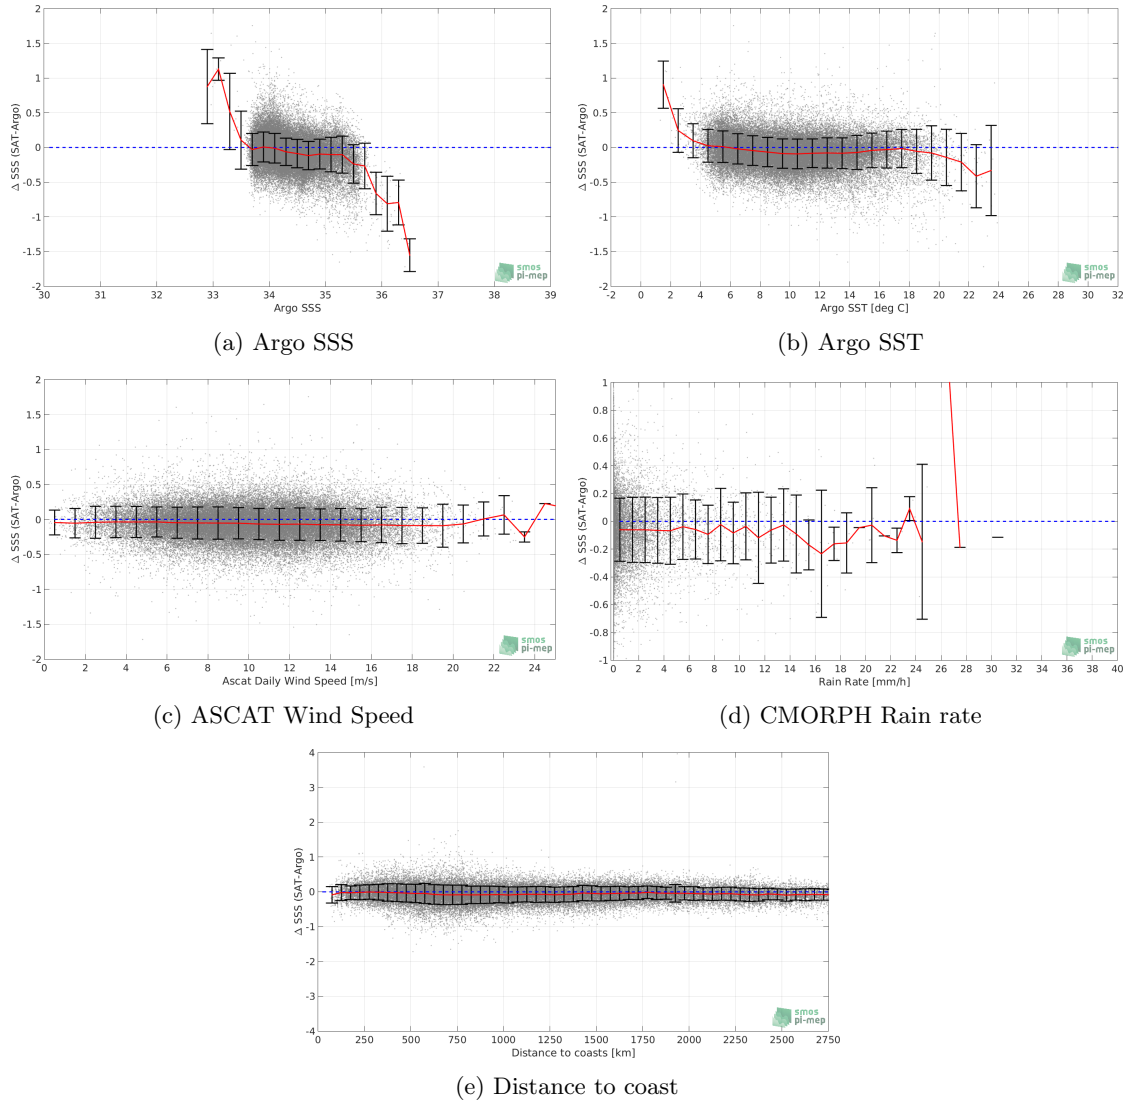 2
1.5
1
0.5
0
-0.5
-1
-1.5
-2
Δ SSS (SAT-Argo)
30 31 32 33 34 35 36 37 38 39
Argo SSS
smos
pi-mep
(a) Argo SSS
2
1.5
1
0.5
0
-0.5
-1
-1.5
-2
Δ SSS (SAT-Argo)
-2 0 2 4 6 8 10 12 14 16 18 20 22 24 26 28 30 32
Argo SST [deg C]
smos
pi-mep
(b) Argo SST
2
1.5
1
0.5
0
-0.5
-1
-1.5
-2
Δ SSS (SAT-Argo)
0 2 4 6 8 10 12 14 16 18 20 22 24
Ascat Daily Wind Speed [m/s]
smos
pi-mep
(c) ASCAT Wind Speed
1
0.8
0.6
0.4
0.2
0
-0.2
-0.4
-0.6
-0.8
-1
Δ SSS (SAT-Argo)
0 2 4 6 8 10 12 14 16 18 20 22 24 26 28 30 32 34 36 38 40
Rain Rate [mm/h]
smos
pi-mep
(d) CMORPH Rain rate
4
3
2
1
0
-1
-2
-3
-4
Δ SSS (SAT-Argo)
0 250 500 750 1000 1250 1500 1750 2000 2250 2500 2750
Distance to coasts [km]
smos
pi-mep
(e) Distance to coast